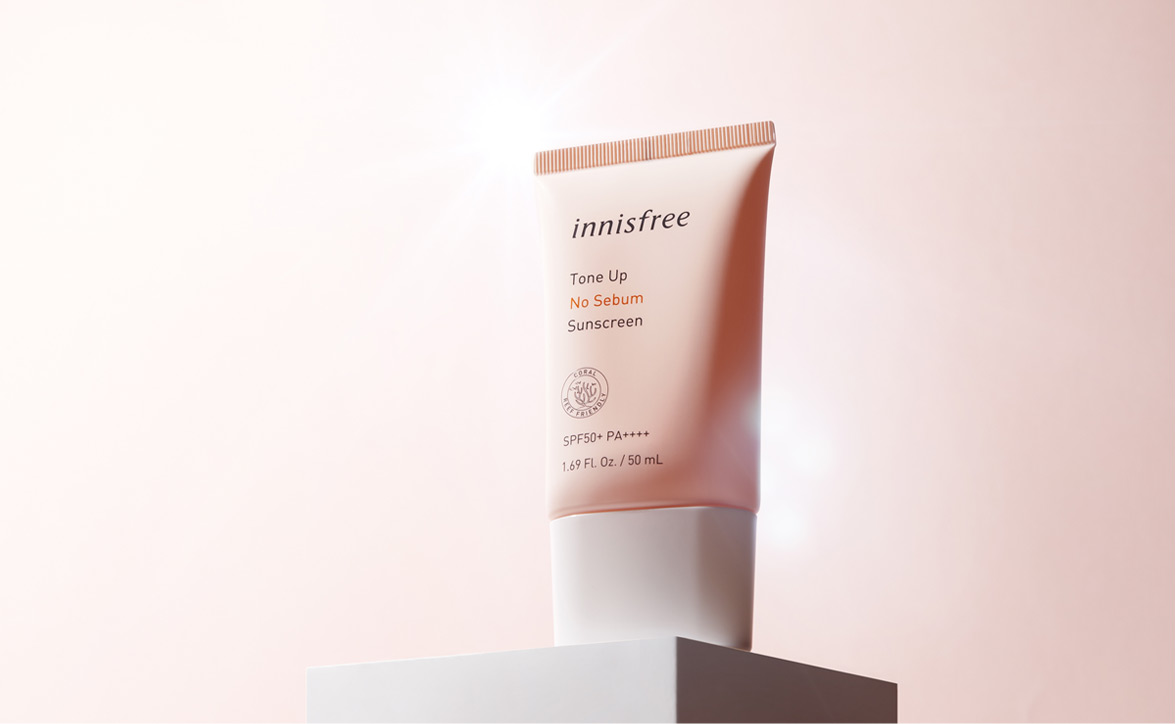 innisfree
Tone Up
No Sebum
Sunscreen
CORAL
REEF FRIENDLY
SPF50+ PA++++
1.69 Fl. Oz. / 50 mL